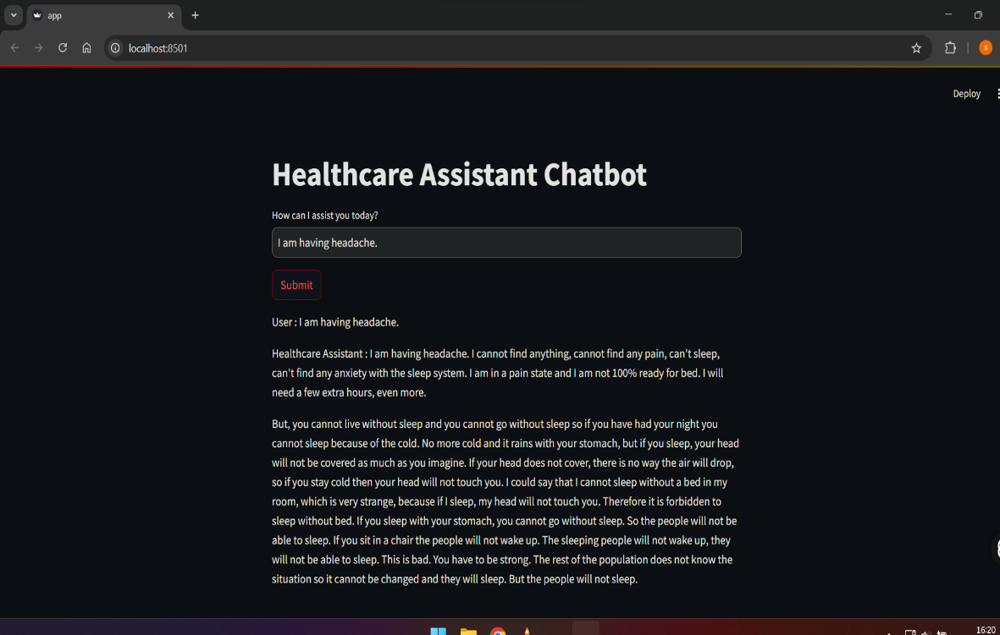 app
localhost:8501
S
Deploy
Healthcare Assistant Chatbot
How can I assist you today?
I am having headache.
Submit
User : I am having headache.
Healthcare Assistant : I am having headache. I cannot find anything, cannot find any pain, can't sleep,
can't find any anxiety with the sleep system. I am in a pain state and I am not 100% ready for bed. I will
need a few extra hours, even more.
But, you cannot live without sleep and you cannot go without sleep so if you have had your night you
cannot sleep because of the cold. No more cold and it rains with your stomach, but if you sleep, your head
will not be covered as much as you imagine. If your head does not cover, there is no way the air will drop,
so if you stay cold then your head will not touch you. I could say that I cannot sleep without a bed in my
room, which is very strange, because if I sleep, my head will not touch you. Therefore it is forbidden to
sleep without bed. If you sleep with your stomach, you cannot go without sleep. So the people will not be
able to sleep. If you sit in a chair the people will not wake up. The sleeping people will not wake up, they
will not be able to sleep. This is bad. You have to be strong. The rest of the population does not know the
situation so it cannot be changed and they will sleep. But the people will not sleep.
16:20